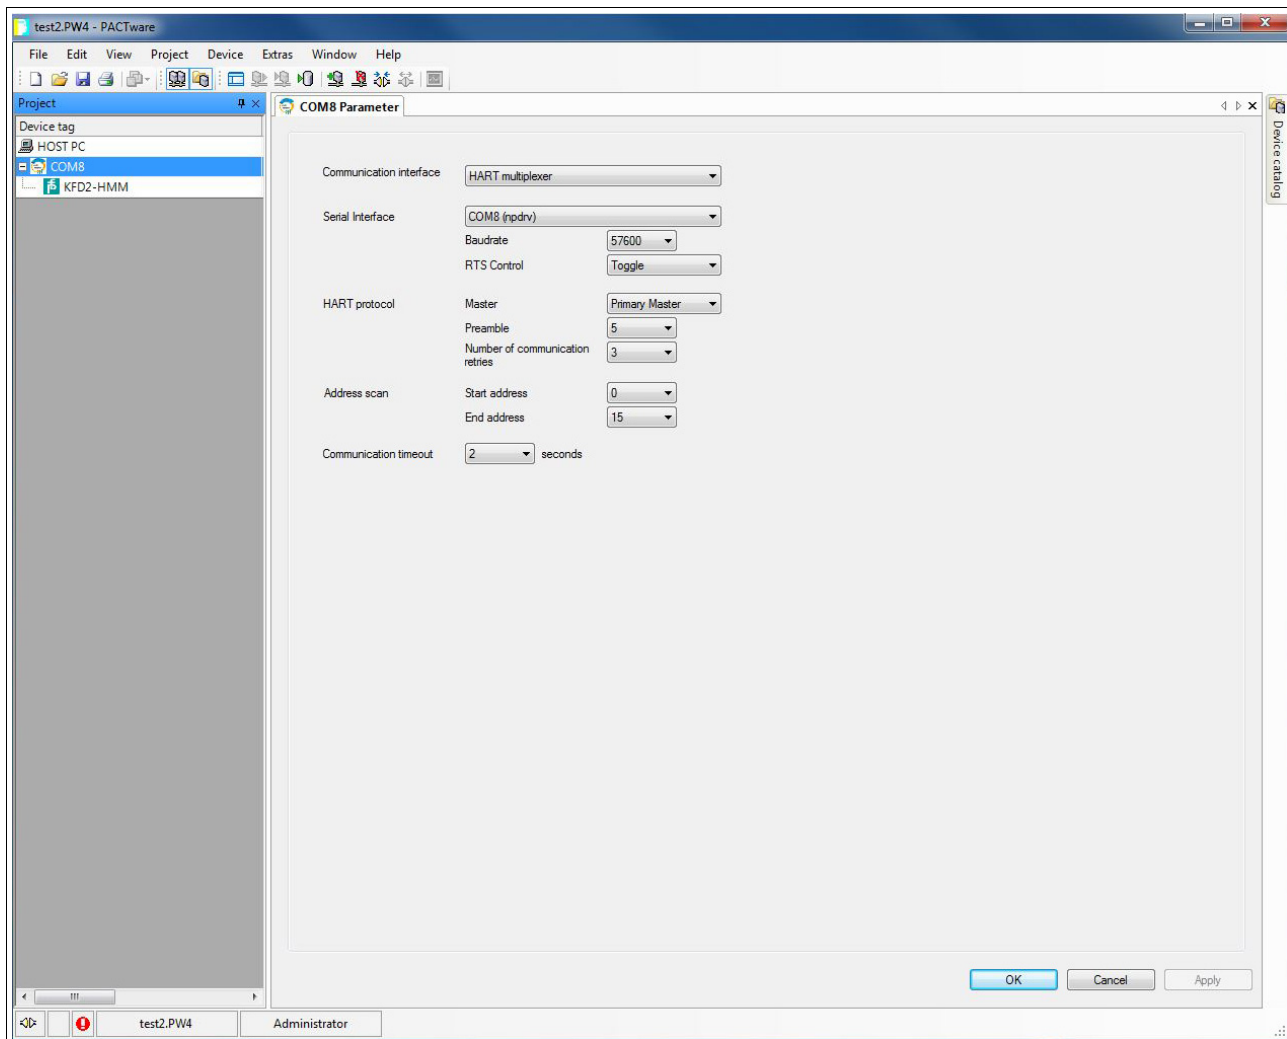 test2.PW4 - PACTware
File Edit View Project Device Extras Window Help
Project
COM8 Parameter
Device catalog
Device tag
HOST PC
COM8
KFD2-HMM
Communication interface HART multiplexer
Serial Interface COM8 (npdrv)
Baudrate 57600
RTS Control Toggle
HART protocol Master Primary Master
Preamble 5
Number of communication
retries 3
Address scan Start address 0
End address 15
Communication timeout 2 seconds
OK Cancel Apply
test2.PW4 Administrator